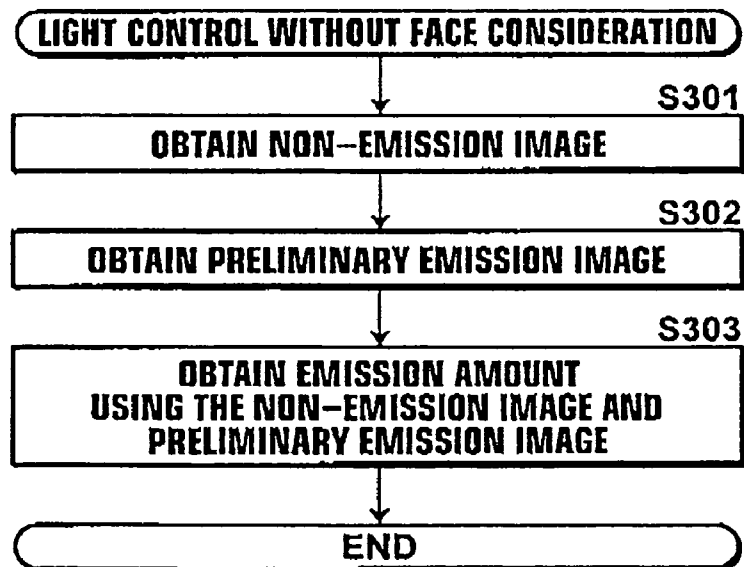 LIGHT CONTROL WITHOUT FACE CONSIDERATION
S301
OBTAIN NON-EMISSION IMAGE
S302
OBTAIN PRELIMINARY EMISSION IMAGE
S303
OBTAIN EMISSION AMOUNT
USING THE NON-EMISSION IMAGE AND
PRELIMINARY EMISSION IMAGE
END